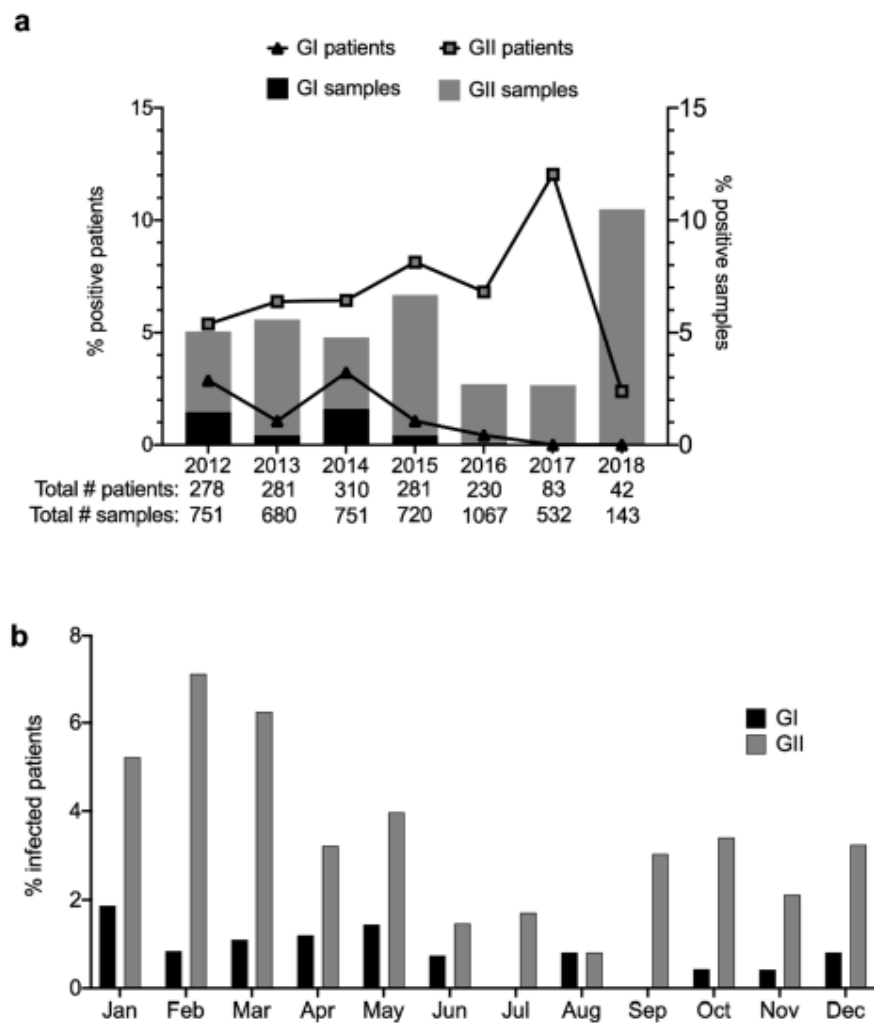 a
GI patients GII patients
GI samples GII samples
15 15
10 10
5 5
0 0
% positive patients
% positive samples
2012 2013 2014 2015 2016 2017 2018
Total # patients: 278 281 310 281 230 83 42
Total # samples: 751 680 751 720 1067 532 143
b
8
6
4
2
0
% infected patients
GI
GII
Jan Feb Mar Apr May Jun Jul Aug Sep Oct Nov Dec